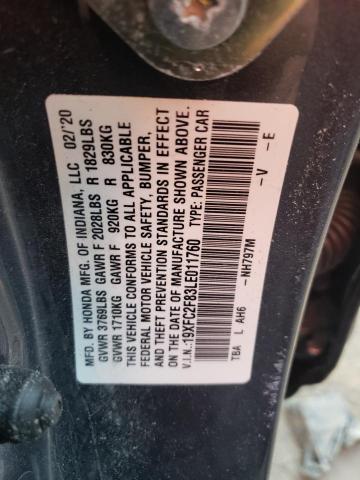 MFD. BY HONDA MFG. OF INDIANA, LLC 02/'20
GVWR 3769LBS GAWR F 2028LBS R 1829LBS
GVWR 1710KG GAWR F 920KG R 830KG
THIS VEHICLE CONFORMS TO ALL APPLICABLE
FEDERAL MOTOR VEHICLE SAFETY, BUMPER,
AND THEFT PREVENTION STANDARDS IN EFFECT
ON THE DATE OF MANUFACTURE SHOWN ABOVE.
V.I.N.:19XFC2F83LE011760 TYPE: PASSENGER CAR
-NH797M -V -E
TBA L AH6